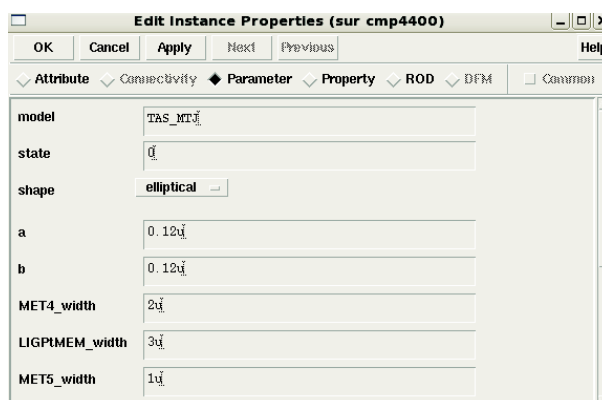 Edit Instance Properties (sur cmp4400)
OK Cancel Apply Next Previous Help
Attribute Connectivity Parameter Property ROD DFM Common
model TAS_MTJ
state 0
shape elliptical
a 0.12u
b 0.12u
MET4_width 2u
LIGPtMEM_width 3u
MET5_width 1u